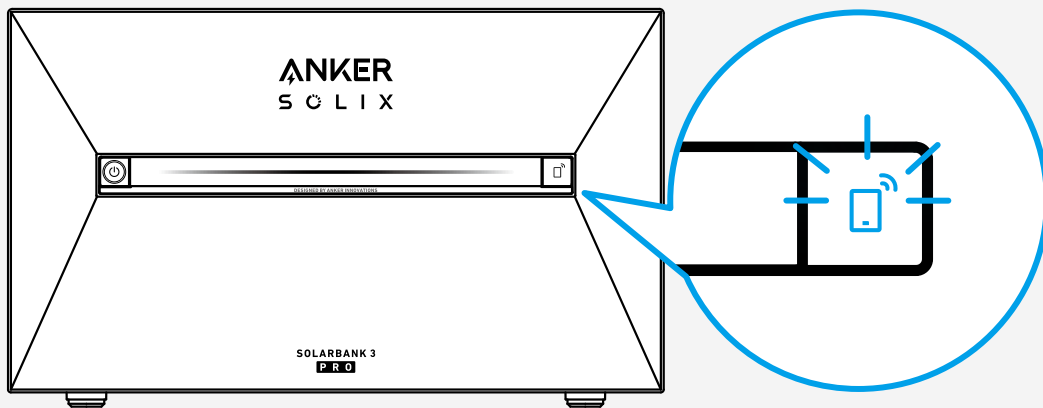 ANKER
SOLIX
DESIGNED BY ANKER INNOVATIONS
SOLARBANK 3
PRO